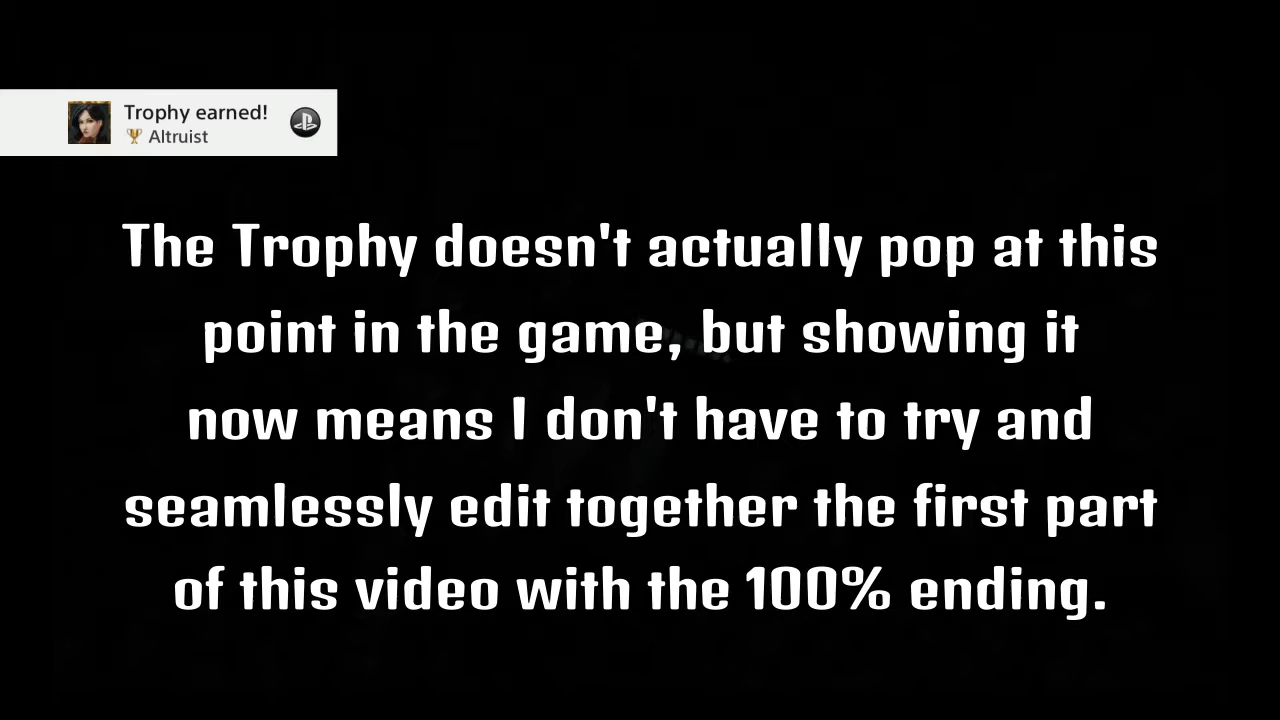 Trophy earned!
Altruist
The Trophy doesn't actually pop at this
point in the game, but showing it
now means I don't have to try and
seamlessly edit together the first part
of this video with the 100% ending.